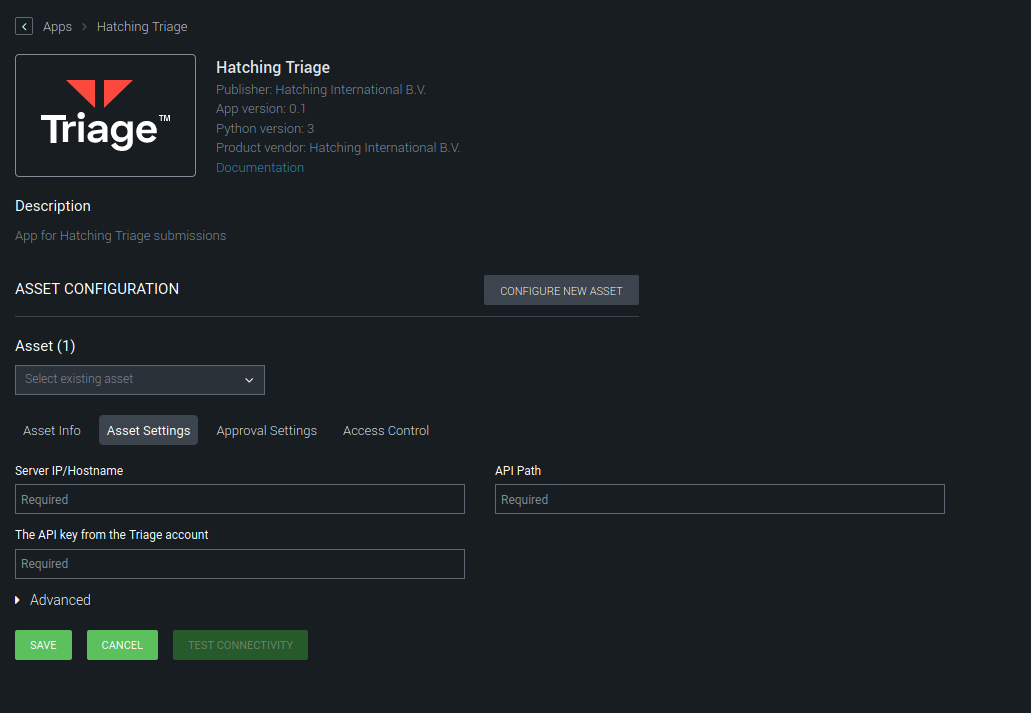 Apps > Hatching Triage
Triage™
Hatching Triage
Publisher: Hatching International B.V.
App version: 0.1
Python version: 3
Product vendor: Hatching International B.V.
Documentation
Description
App for Hatching Triage submissions
ASSET CONFIGURATION
CONFIGURE NEW ASSET
Asset (1)
Select existing asset
Asset Info Asset Settings Approval Settings Access Control
Server IP/Hostname
Required
API Path
Required
The API key from the Triage account
Required
Advanced
SAVE CANCEL TEST CONNECTIVITY